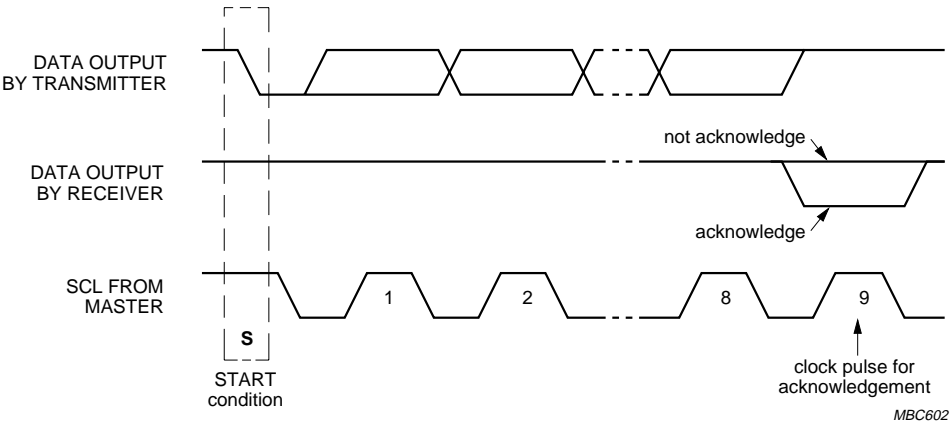 DATA OUTPUT
BY TRANSMITTER
not acknowledge
DATA OUTPUT
BY RECEIVER
acknowledge
SCL FROM
MASTER
1
2
8
9
S
START
condition
clock pulse for
acknowledgement
MBC602